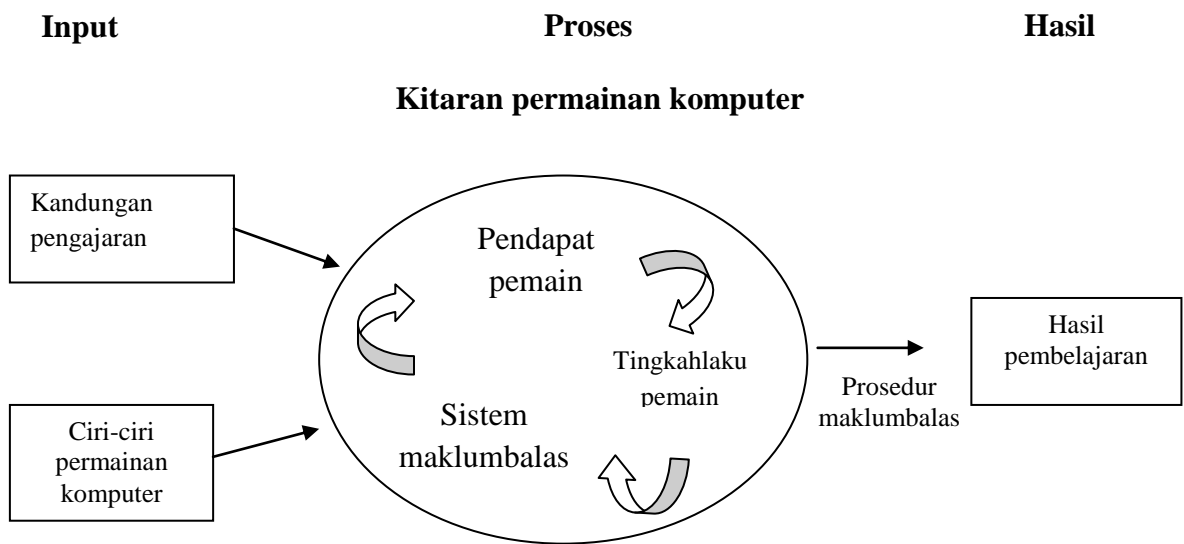 Input
Proses
Hasil
Kitaran permainan komputer
Kandungan
pengajaran
Ciri-ciri
permainan
komputer
Pendapat
pemain
Tingkahlaku
pemain
Sistem
maklumbalas
Prosedur
maklumbalas
Hasil
pembelajaran